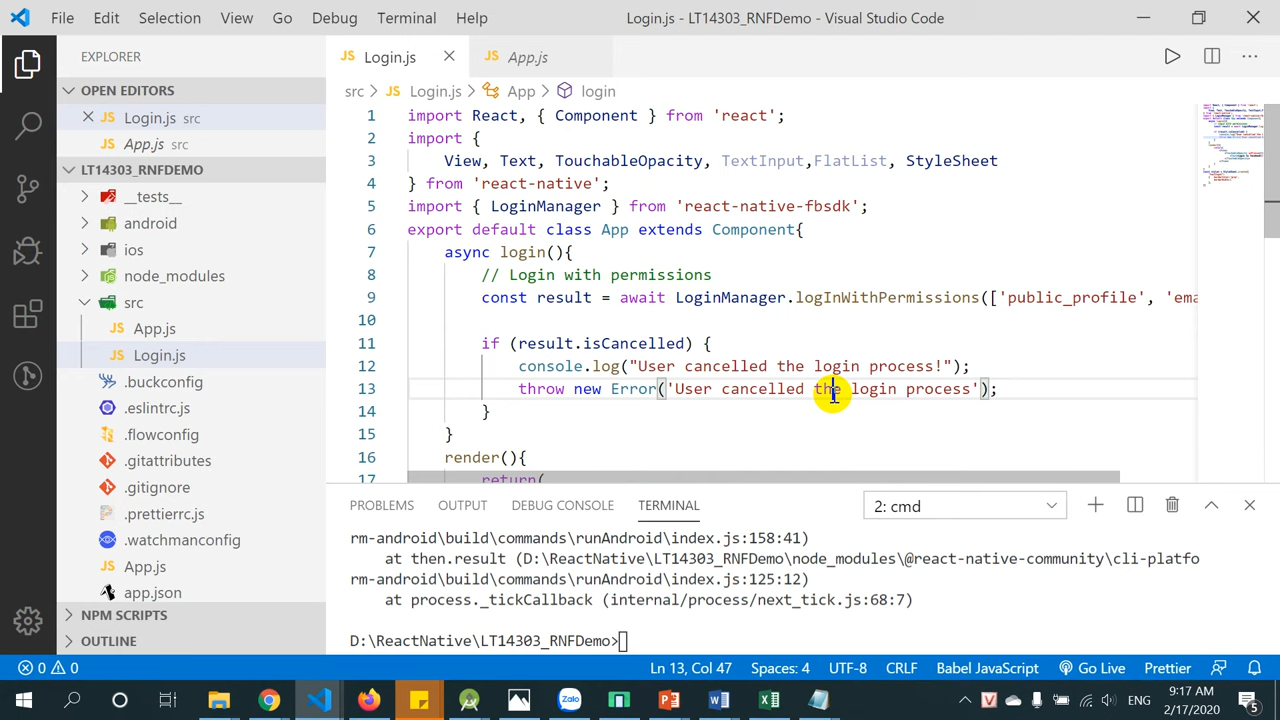 File Edit Selection View Go Debug Terminal Help Login.js - LT14303_RNFDemo - Visual Studio Code
EXPLORER
OPEN EDITORS
Login.js src
App.js src
LT14303_RNFDEMO
__tests__
android
ios
node_modules
src
App.js
Login.js
.buckconfig
.eslintrc.js
.flowconfig
.gitattributes
.gitignore
.prettierrc.js
.watchmanconfig
App.js
app.json
NPM SCRIPTS
OUTLINE
JS Login.js JS App.js
src > JS Login.js > App > login
1 import React, { Component } from 'react';
2 import {
3 View, Text, TouchableOpacity, TextInput,FlatList, StyleSheet
4 } from 'react-native';
5 import { LoginManager } from 'react-native-fbsdk';
6 export default class App extends Component{
7 async login(){
8 // Login with permissions
9 const result = await LoginManager.logInWithPermissions(['public_profile', 'ema
10
11 if (result.isCancelled) {
12 console.log("User cancelled the login process!");
13 throw new Error('User cancelled the login process');
14 }
15 }
16 render(){
17 return(
PROBLEMS OUTPUT DEBUG CONSOLE TERMINAL 2: cmd
rm-android\build\commands\runAndroid\index.js:158:41)
at then.result (D:\ReactNative\LT14303_RNFDemo\node_modules\@react-native-community\cli-platfo
rm-android\build\commands\runAndroid\index.js:125:12)
at process._tickCallback (internal/process/next_tick.js:68:7)
D:\ReactNative\LT14303_RNFDemo>
0 0 Ln 13, Col 47 Spaces: 4 UTF-8 CRLF Babel JavaScript Go Live Prettier
ENG 9:17 AM
2/17/2020 5